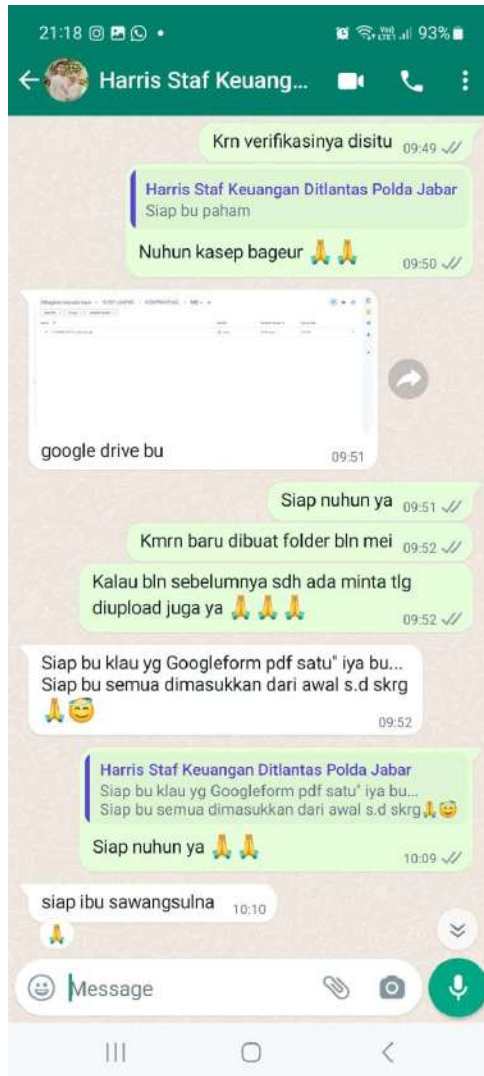 21:18
93%
Harris Staf Keuang...
Krn verifikasinya disitu 09:49
Harris Staf Keuangan Ditlantas Polda Jabar
Siap bu paham
Nuhun kasep bageur 🙏🙏
09:50
google drive bu
09:51
Siap nuhun ya 09:51
Kmrn baru dibuat folder bln mei 09:52
Kalau bln sebelumnya sdh ada minta tlg
diupload juga ya 🙏🙏🙏
09:52
Siap bu klau yg Googleform pdf satu" iya bu...
Siap bu semua dimasukkan dari awal s.d skrg
🙏😇
09:52
Harris Staf Keuangan Ditlantas Polda Jabar
Siap bu klau yg Googleform pdf satu" iya bu...
Siap bu semua dimasukkan dari awal s.d skrg🙏😇
Siap nuhun ya 🙏🙏
10:09
siap ibu sawangsulna 10:10
🙏
Message